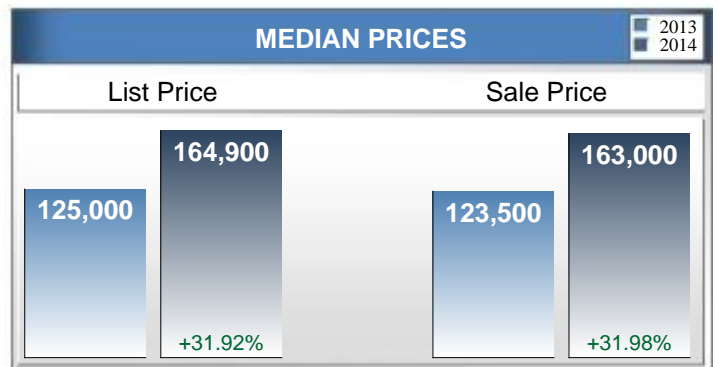 MEDIAN PRICES
2013
2014
List Price
Sale Price
164,900
163,000
125,000
123,500
+31.92%
+31.98%